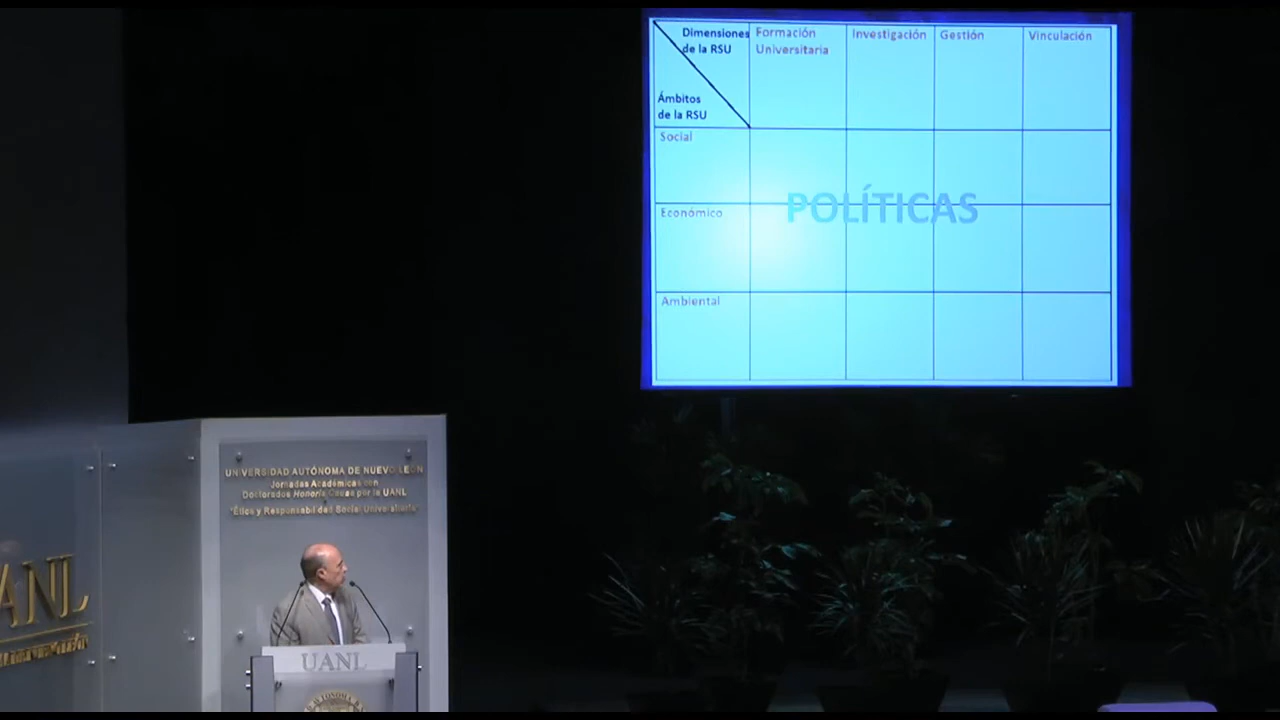 Dimensiones
de la RSU
Ámbitos
de la RSU
Formación
Universitaria
Investigación
Gestión
Vinculación
Social
POLÍTICAS
Económico
Ambiental
UNIVERSIDAD AUTÓNOMA DE NUEVO LEÓN
Jornadas Académicas con
Doctorados Honoris Causa por la UANL
"Ética y Responsabilidad Social Universitaria"
UANL
UANL